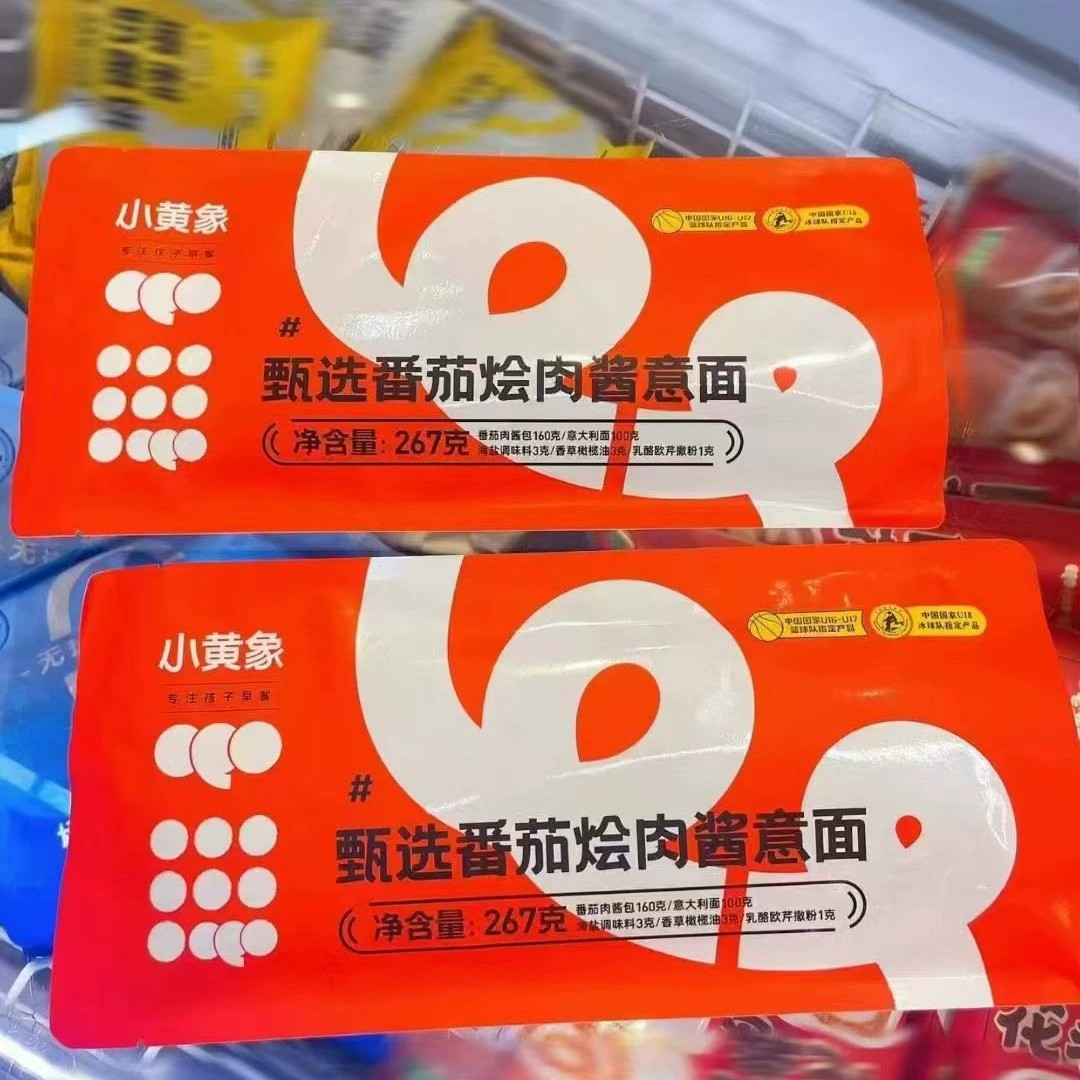 小黄象
专注孩子早餐
中国国家U16-U17
篮球队指定产品
中国国家U18
冰球队指定产品
#
甄选番茄烩肉酱意面
净含量：267克
番茄肉酱包160克/意大利面100克
海盐调味料3克/香草橄榄油3克/乳酪欧芹撒粉1克
小黄象
专注孩子早餐
中国国家U16-U17
篮球队指定产品
中国国家U18
冰球队指定产品
#
甄选番茄烩肉酱意面
净含量：267克
番茄肉酱包160克/意大利面100克
海盐调味料3克/香草橄榄油3克/乳酪欧芹撒粉1克